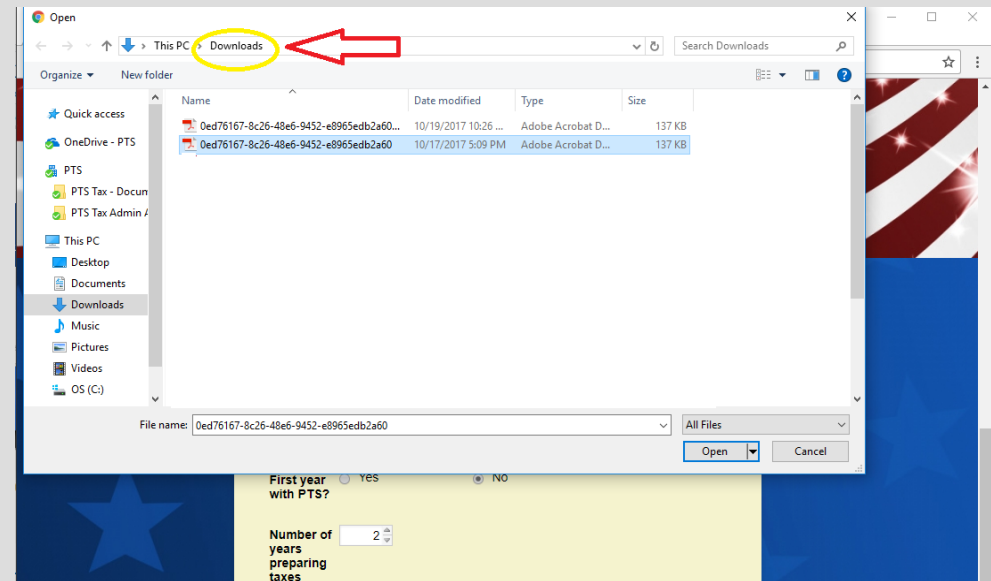 Open
This PC > Downloads
Search Downloads
Organize
New folder
Name
Date modified
Type
Size
0ed76167-8c26-48e6-9452-e8965edb2a60...
10/19/2017 10:26 ...
Adobe Acrobat D...
137 KB
0ed76167-8c26-48e6-9452-e8965edb2a60
10/17/2017 5:09 PM
Adobe Acrobat D...
137 KB
Quick access
OneDrive - PTS
PTS
PTS Tax - Docun
PTS Tax Admin A
This PC
Desktop
Documents
Downloads
Music
Pictures
Videos
OS (C:)
File name:
0ed76167-8c26-48e6-9452-e8965edb2a60
All Files
Open
Cancel
First year
with PTS?
Yes
No
Number of
years
preparing
taxes
2